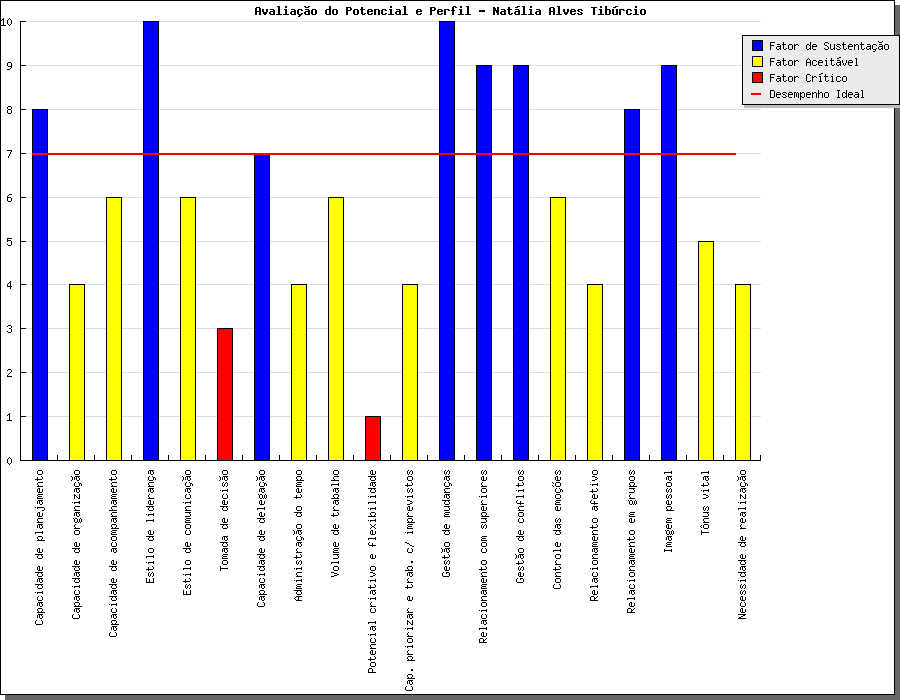 Avaliação do Potencial e Perfil - Natália Alves Tibúrcio
Fator de Sustentação
Fator Aceitável
Fator Crítico
Desempenho Ideal
10
9
8
7
6
5
4
3
2
1
0
Capacidade de planejamento
Capacidade de organização
Capacidade de acompanhamento
Estilo de liderança
Estilo de comunicação
Tomada de decisão
Capacidade de delegação
Administração do tempo
Volume de trabalho
Potencial criativo e flexibilidade
Cap. priorizar e trab. c/ imprevistos
Gestão de mudanças
Relacionamento com superiores
Gestão de conflitos
Controle das emoções
Relacionamento afetivo
Relacionamento em grupos
Imagem pessoal
Tônus vital
Necessidade de realização